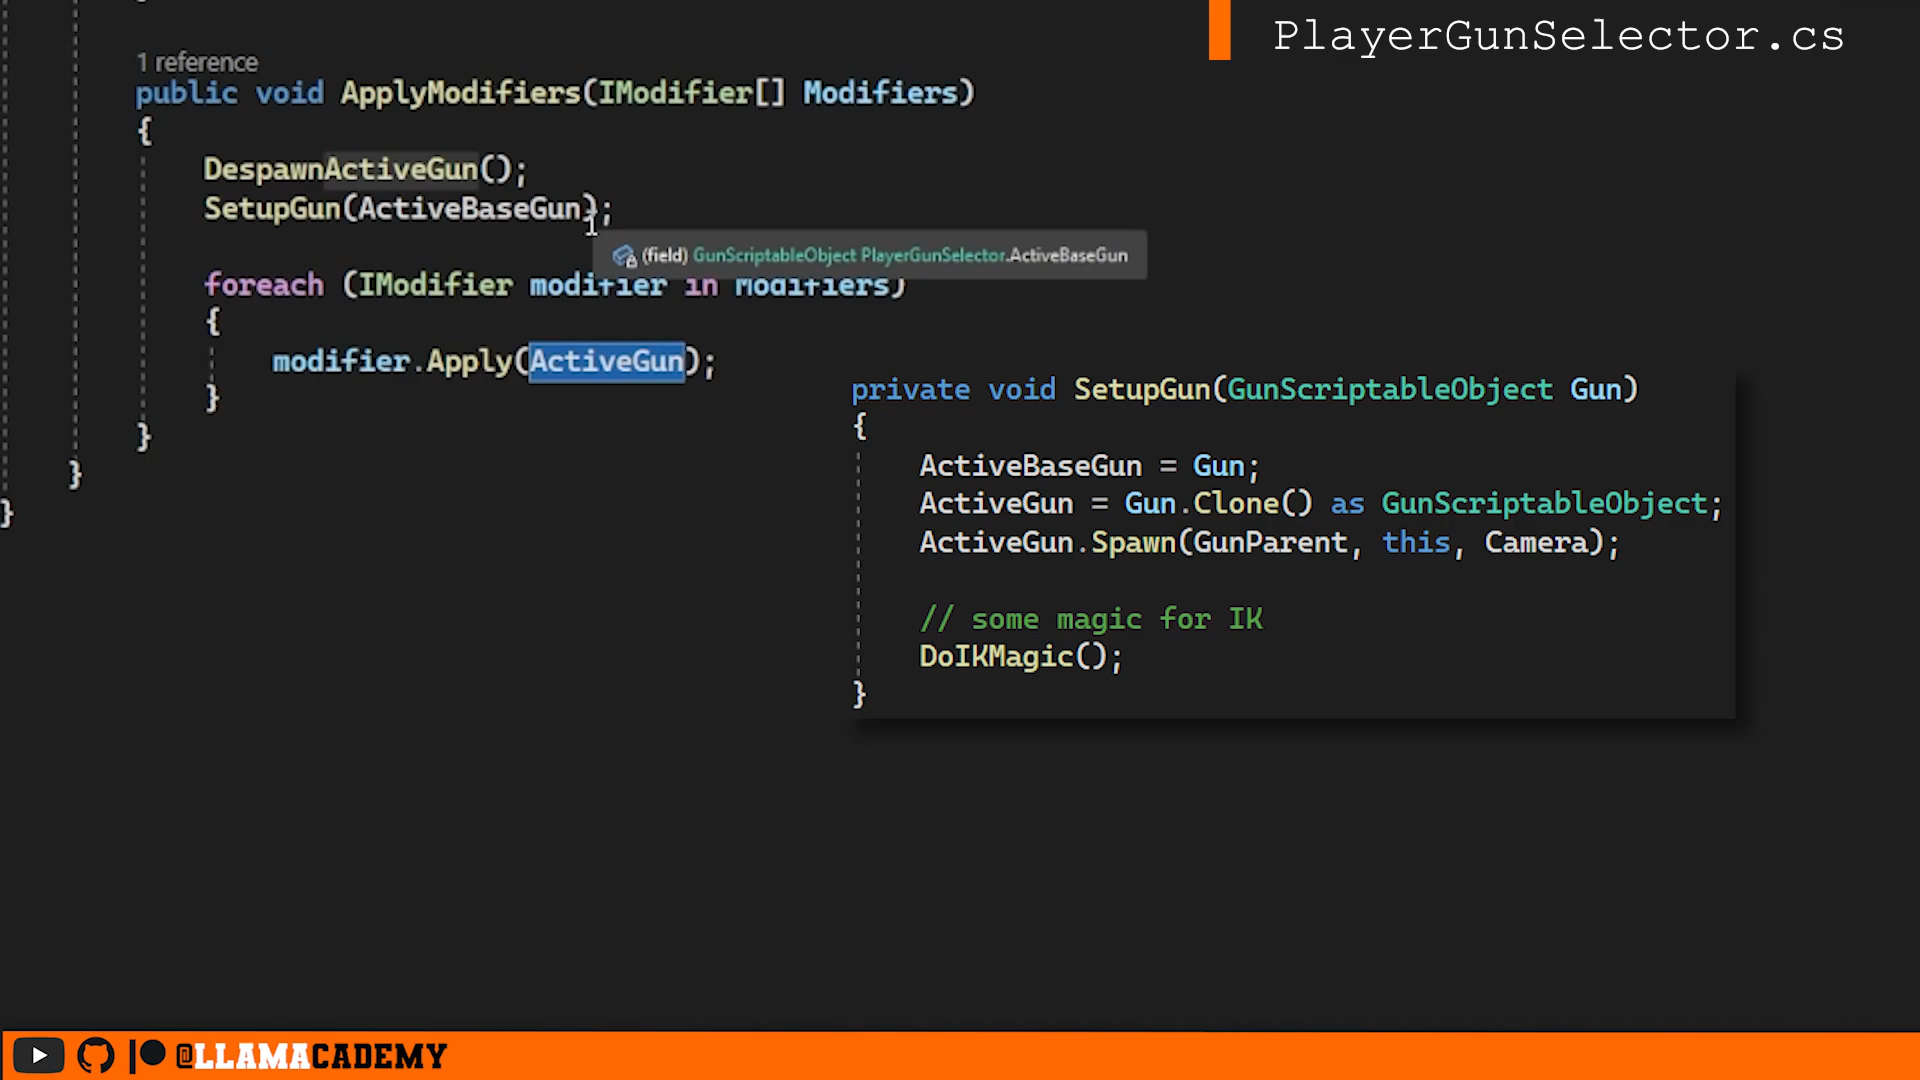 PlayerGunSelector.cs
1 reference
public void ApplyModifiers(IModifier[] Modifiers)
{
DespawnActiveGun();
SetupGun(ActiveBaseGun);
(field) GunScriptableObject PlayerGunSelector.ActiveBaseGun
foreach (IModifier modifier in Modifiers)
{
modifier.Apply(ActiveGun);
}
}
}
}
private void SetupGun(GunScriptableObject Gun)
{
ActiveBaseGun = Gun;
ActiveGun = Gun.Clone() as GunScriptableObject;
ActiveGun.Spawn(GunParent, this, Camera);
// some magic for IK
DoIKMagic();
}
@LLAMACADEMY